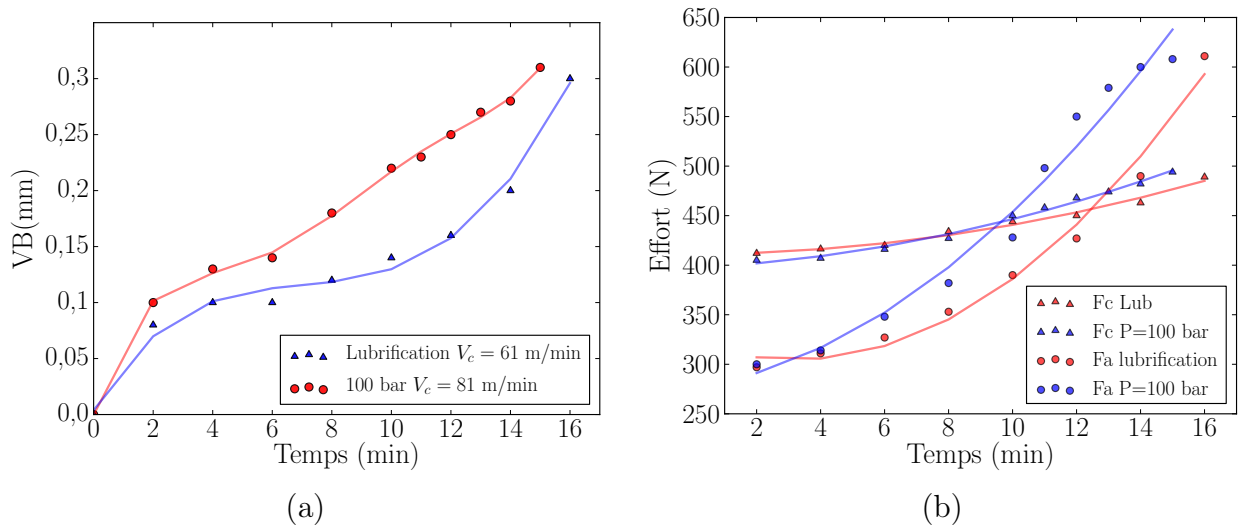 VB(mm)
0,3
0,25
0,2
0,15
0,1
0,05
0,0
0 2 4 6 8 10 12 14 16
Temps (min)
Lubrification V_c = 61 m/min
100 bar V_c = 81 m/min
(a)
Effort (N)
600
550
500
450
400
350
300
250
2 4 6 8 10 12 14 16
Temps (min)
Fc Lub
Fc P=100 bar
Fa lubrification
Fa P=100 bar
(b)